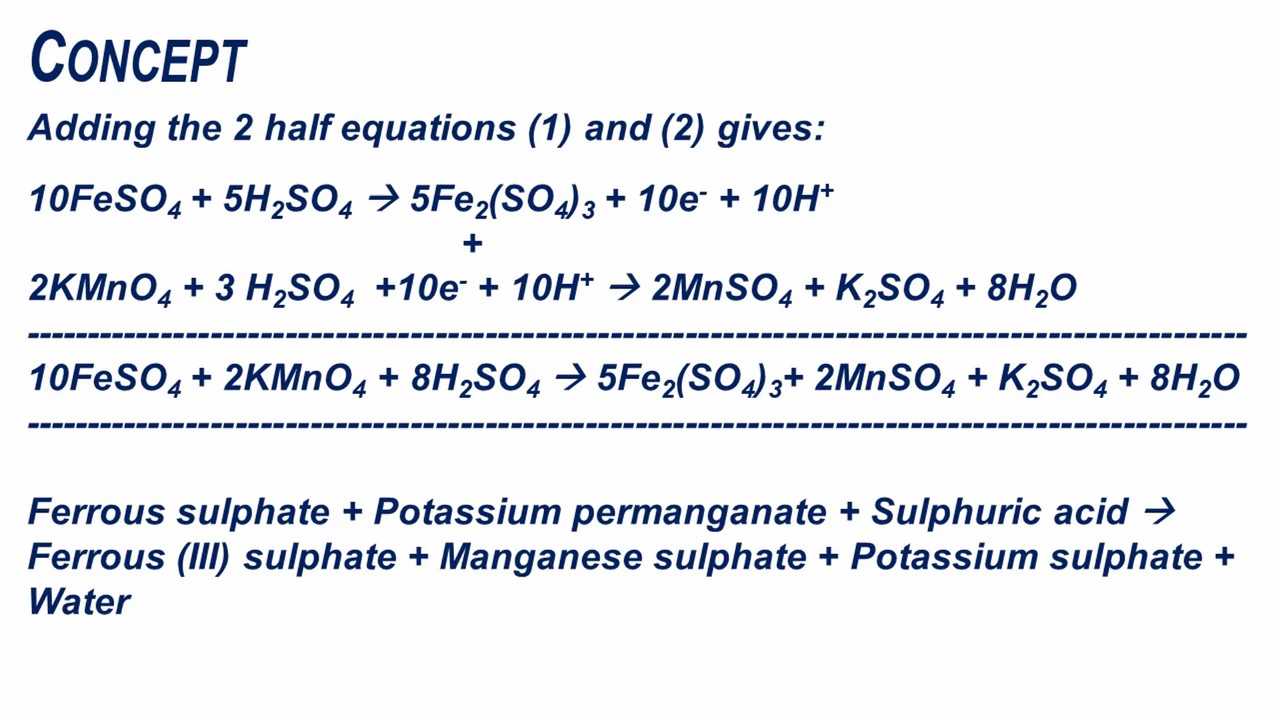 CONCEPT
Adding the 2 half equations (1) and (2) gives:
10FeSO₄ + 5H₂SO₄ → 5Fe₂(SO₄)₃ + 10e⁻ + 10H⁺
+
2KMnO₄ + 3 H₂SO₄ +10e⁻ + 10H⁺ → 2MnSO₄ + K₂SO₄ + 8H₂O
10FeSO₄ + 2KMnO₄ + 8H₂SO₄ → 5Fe₂(SO₄)₃+ 2MnSO₄ + K₂SO₄ + 8H₂O
Ferrous sulphate + Potassium permanganate + Sulphuric acid →
Ferrous (III) sulphate + Manganese sulphate + Potassium sulphate +
Water